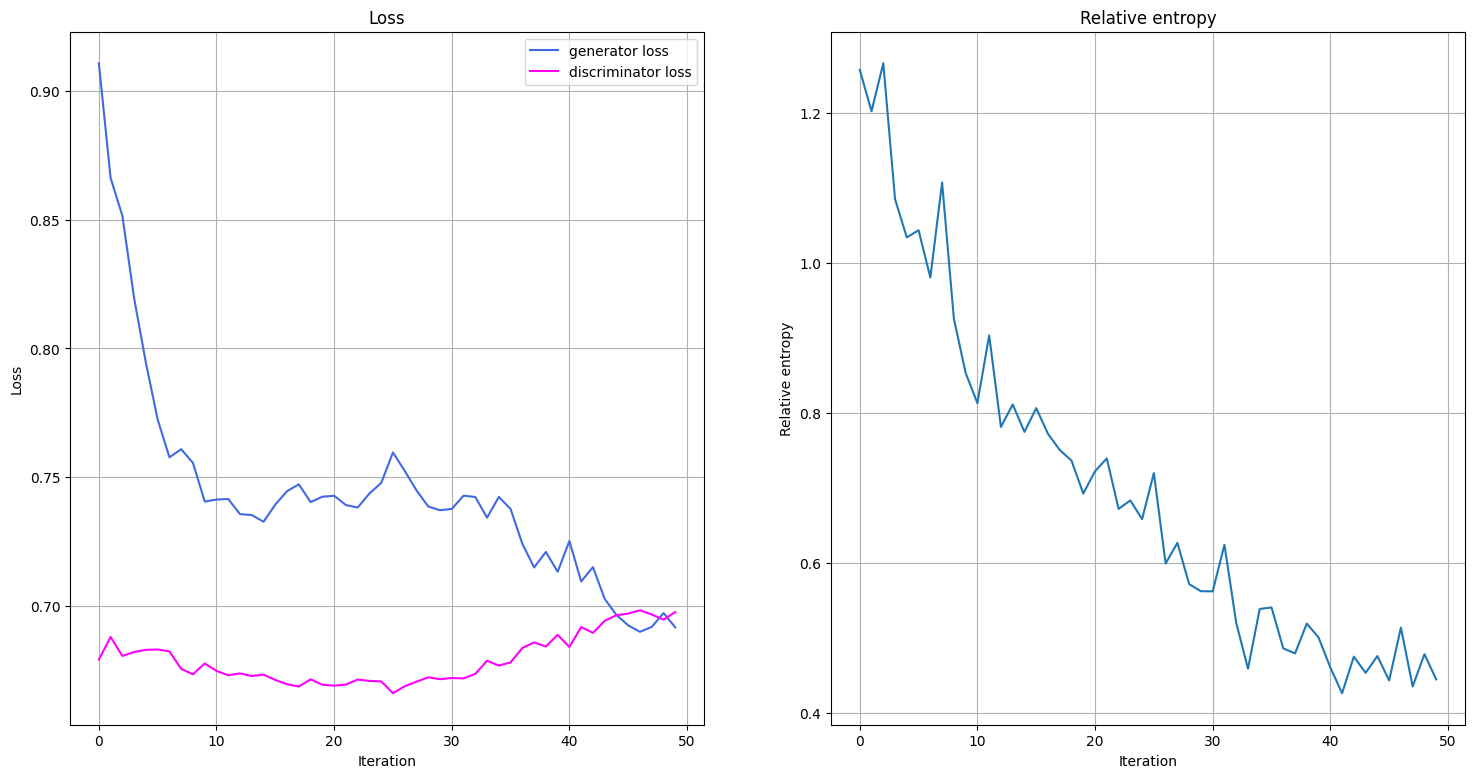 Loss
generator loss
discriminator loss
0.90
0.85
0.80
0.75
0.70
Loss
0 10 20 30 40 50
Iteration
Relative entropy
1.2
1.0
0.8
0.6
0.4
Relative entropy
0 10 20 30 40 50
Iteration